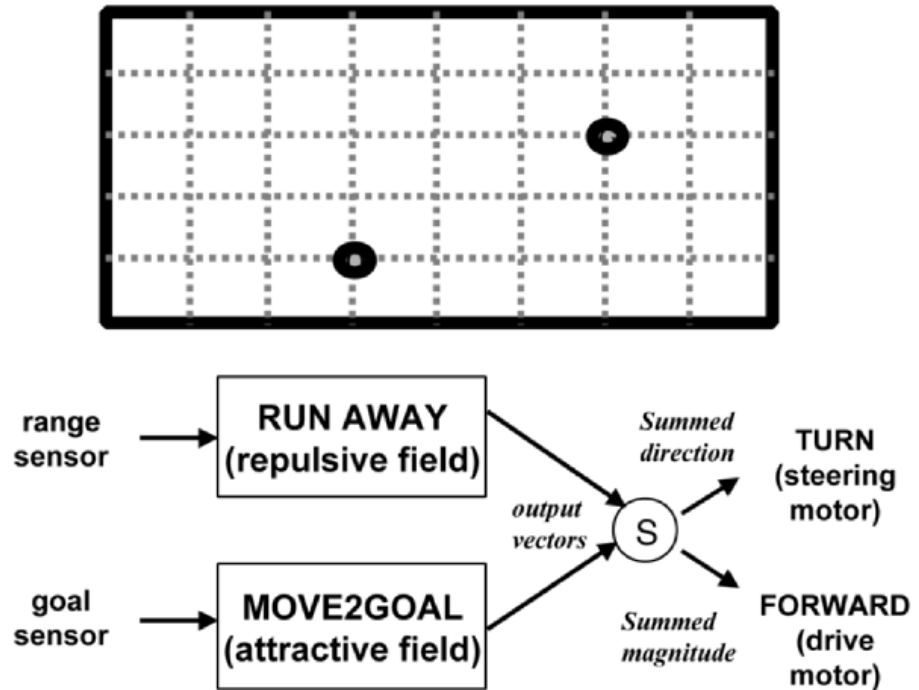 range
sensor
RUN AWAY
(repulsive field)
Summed
direction
TURN
(steering
motor)
output
vectors
S
goal
sensor
MOVE2GOAL
(attractive field)
Summed
magnitude
FORWARD
(drive
motor)